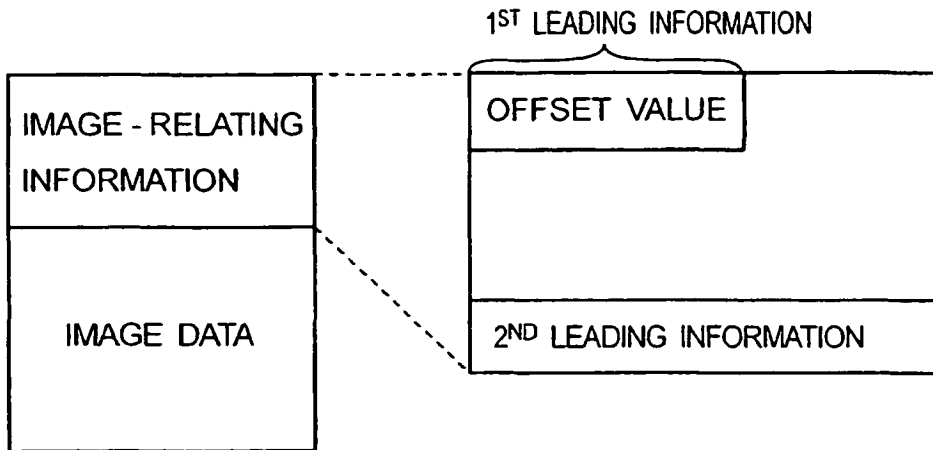 1ST LEADING INFORMATION
IMAGE - RELATING
INFORMATION
OFFSET VALUE
IMAGE DATA
2ND LEADING INFORMATION